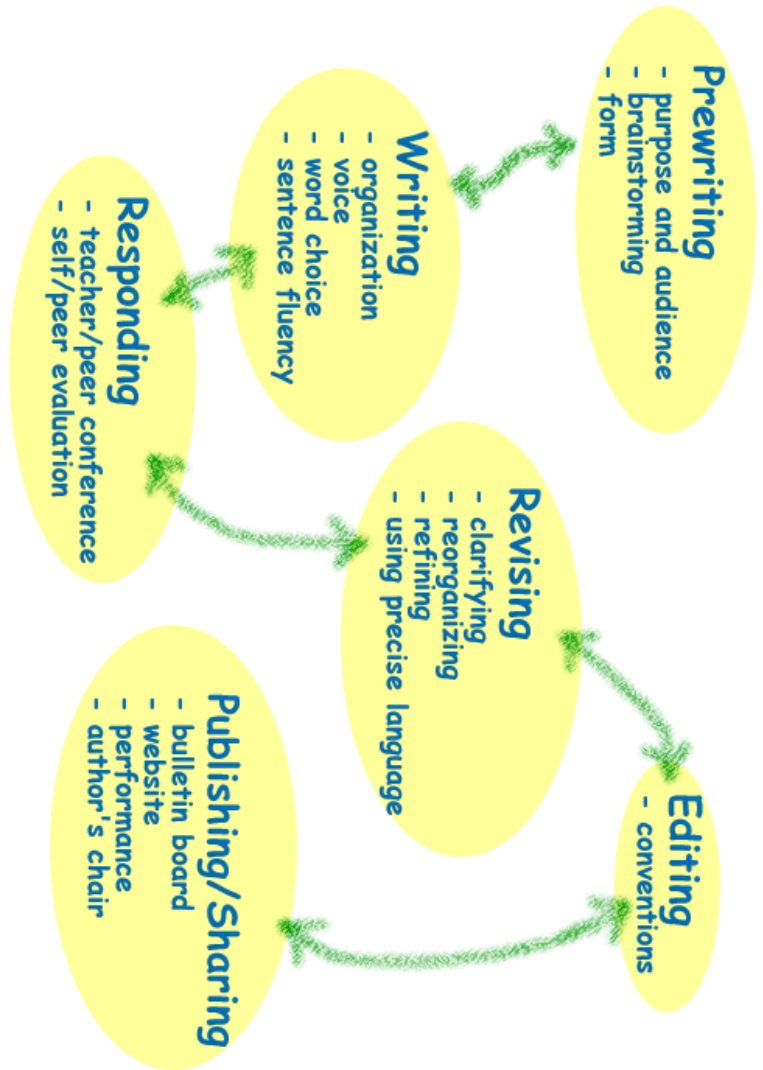 Prewriting
- purpose and audience
- brainstorming
- form
Writing
- organization
- voice
- word choice
- sentence fluency
Responding
- teacher/peer conference
- self/peer evaluation
Revising
- clarifying
- reorganizing
- refining
- using precise language
Editing
- conventions
Publishing/Sharing
- bulletin board
- website
- performance
- author's chair